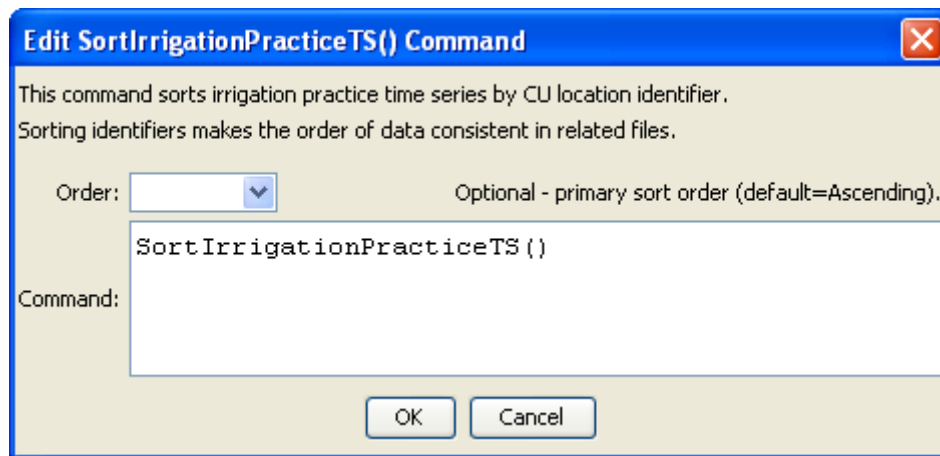 Edit SortIrrigationPracticeTS() Command
This command sorts irrigation practice time series by CU location identifier.
Sorting identifiers makes the order of data consistent in related files.
Order: Optional - primary sort order (default=Ascending).
SortIrrigationPracticeTS()
Command:
OK Cancel